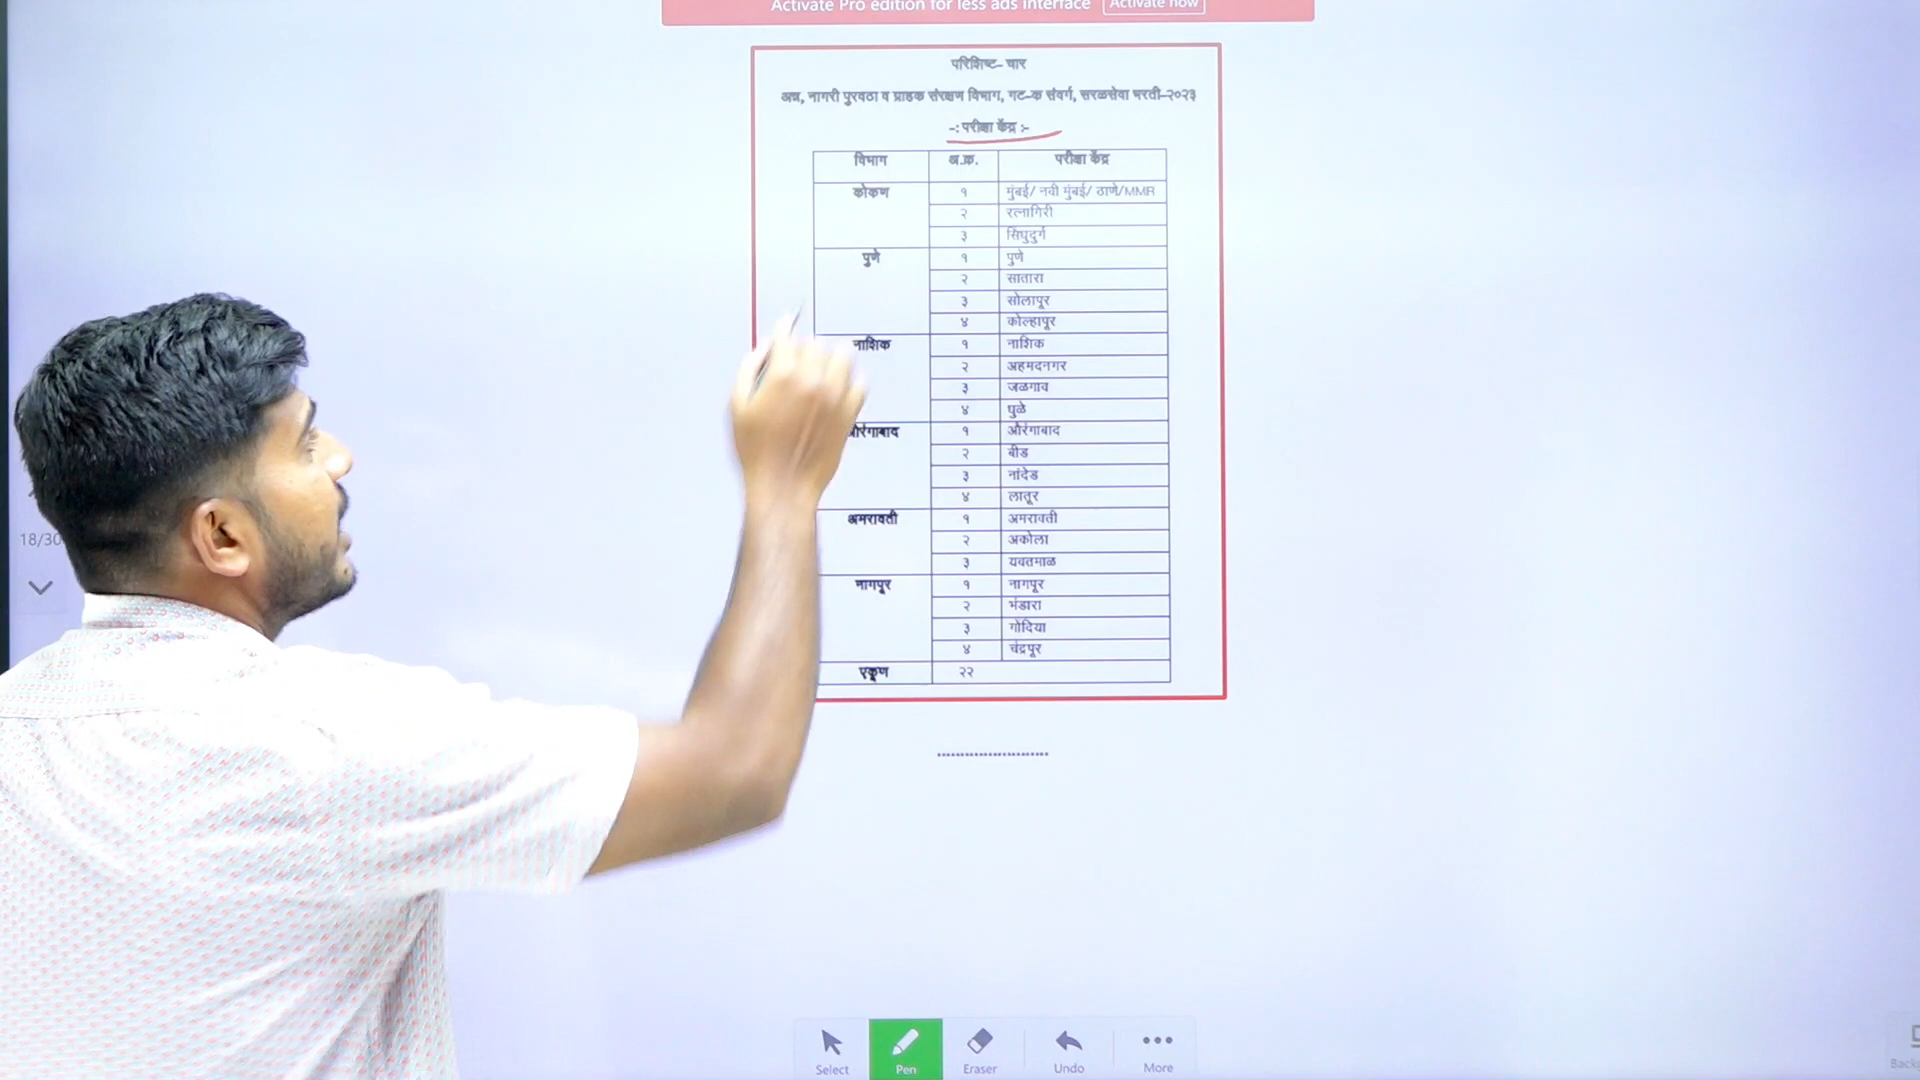 Activate Pro edition for less ads interface Activate now
परिशिष्ट- चार
अन्न, नागरी पुरवठा व ग्राहक संरक्षण विभाग, गट-क संवर्ग, सरळसेवा भरती-२०२३
-: परीक्षा केंद्र :-
विभाग अ.क्र. परीक्षा केंद्र
कोकण १ मुंबई/ नवी मुंबई/ ठाणे/MMR
२ रत्नागिरी
३ सिंधुदुर्ग
पुणे १ पुणे
२ सातारा
३ सोलापूर
४ कोल्हापूर
नाशिक १ नाशिक
२ अहमदनगर
३ जळगाव
४ धुळे
औरंगाबाद १ औरंगाबाद
२ बीड
३ नांदेड
४ लातूर
अमरावती १ अमरावती
२ अकोला
३ यवतमाळ
नागपूर १ नागपूर
२ भंडारा
३ गोंदिया
४ चंद्रपूर
एकूण २२
18/30
Select Pen Eraser Undo More